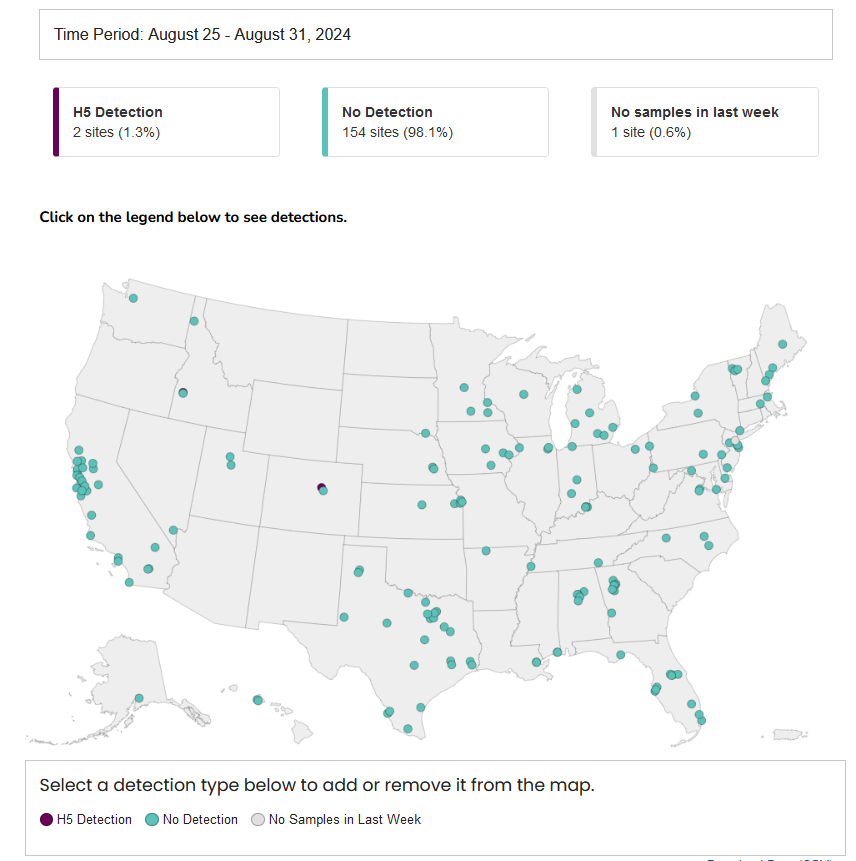 Time Period: August 25 - August 31, 2024
H5 Detection
2 sites (1.3%)
No Detection
154 sites (98.1%)
No samples in last week
1 site (0.6%)
Click on the legend below to see detections.
Select a detection type below to add or remove it from the map.
H5 Detection No Detection No Samples in Last Week